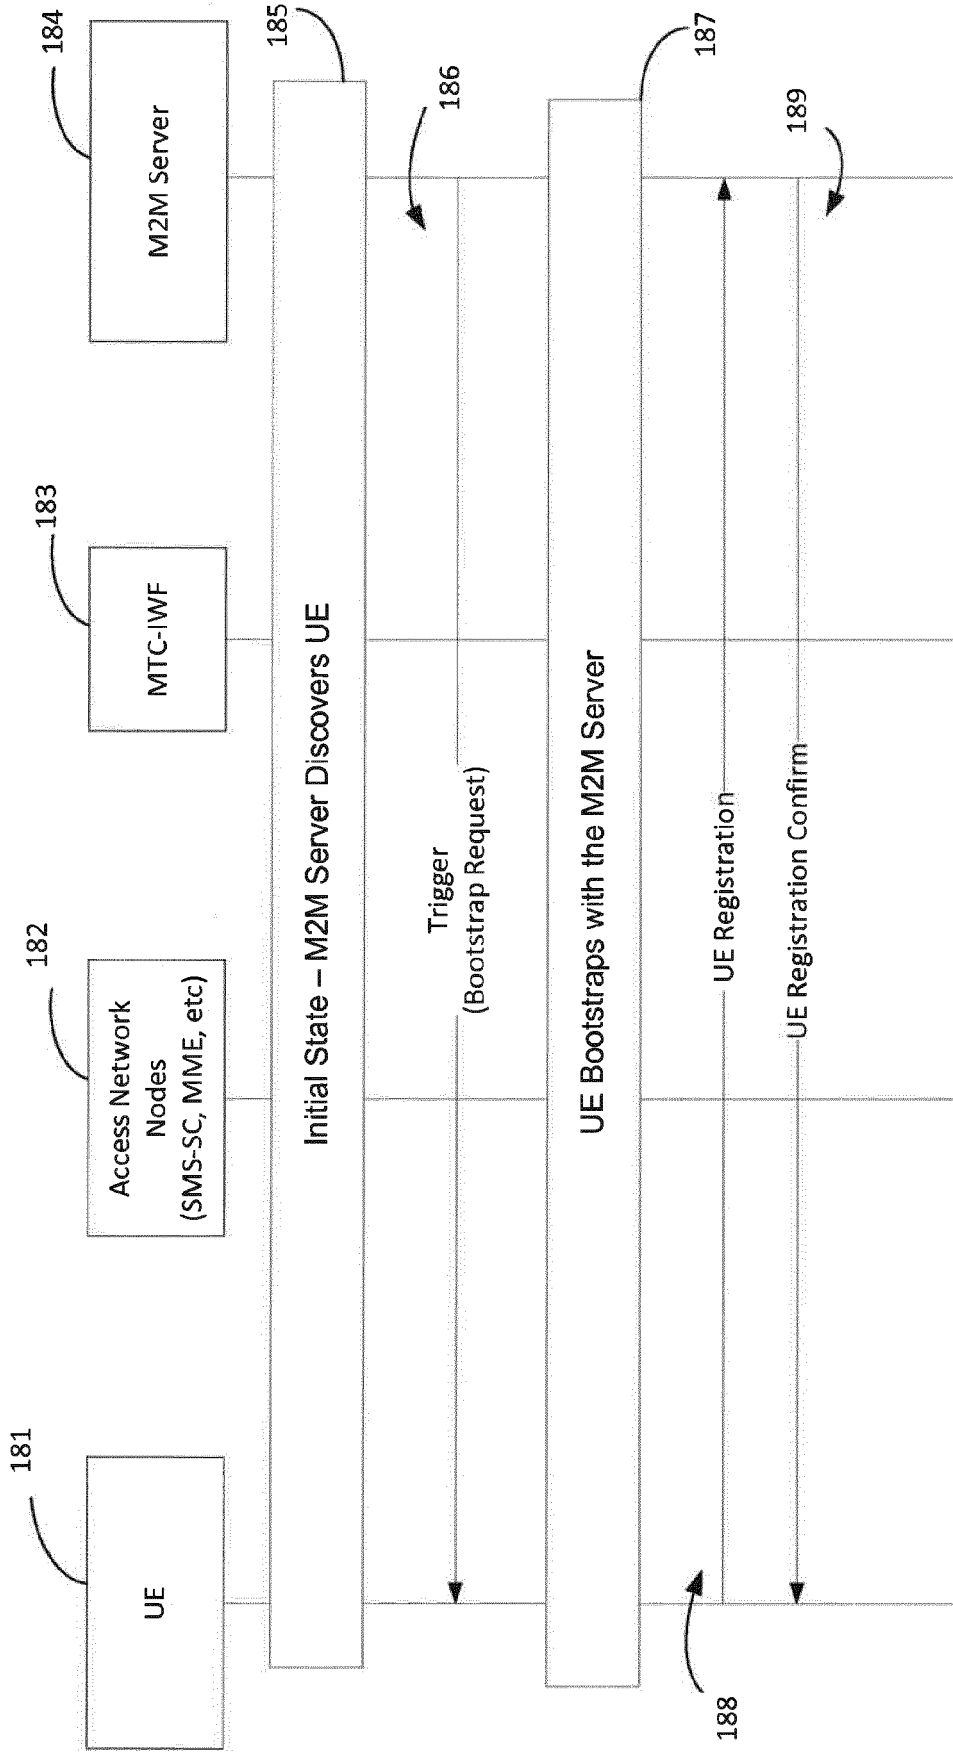 181
182
183
184
UE
Access Network
Nodes
(SMS-SC, MME, etc)
MTC-IWF
M2M Server
185
Initial State – M2M Server Discovers UE
186
Trigger
(Bootstrap Request)
187
UE Bootstraps with the M2M Server
188
UE Registration
189
UE Registration Confirm